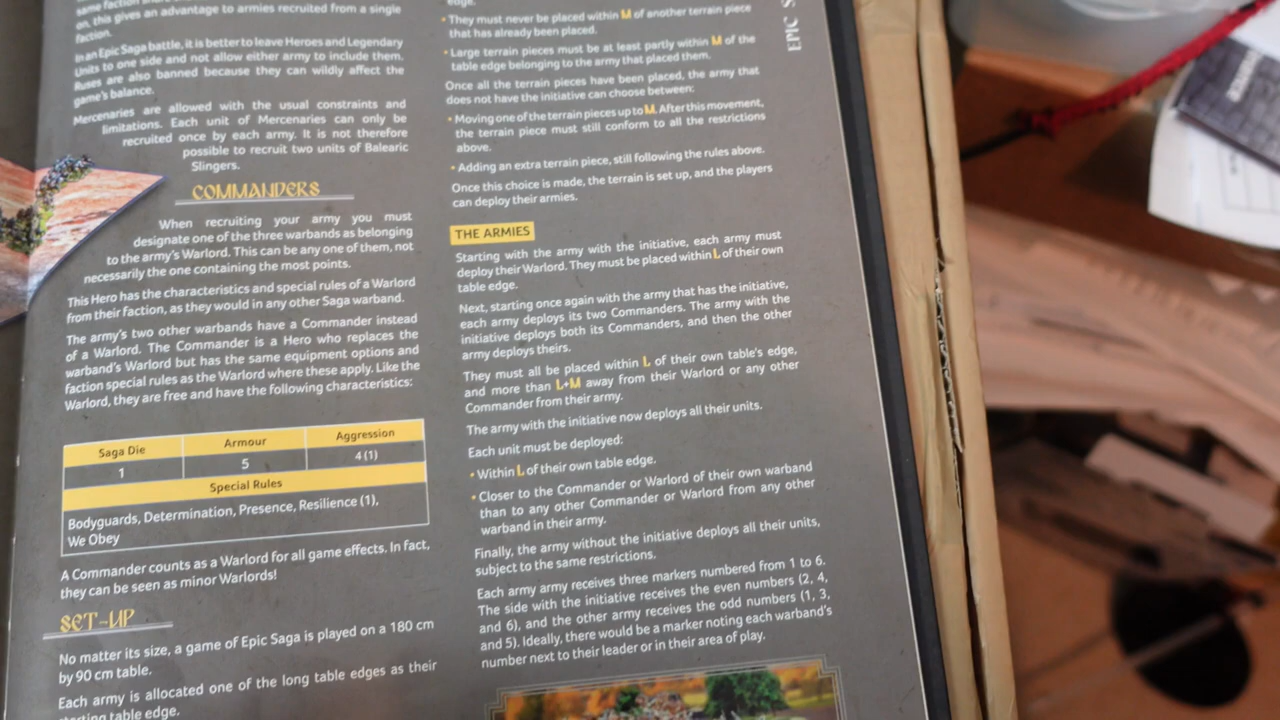 same faction
on, this gives an advantage to armies recruited from a single
faction.
In an Epic Saga battle, it is better to leave Heroes and Legendary
Units to one side and not allow either army to include them.
Ruses are also banned because they can wildly affect the
game's balance.
Mercenaries are allowed with the usual constraints and
limitations. Each unit of Mercenaries can only be
recruited once by each army. It is not therefore
possible to recruit two units of Balearic
Slingers.
COMMANDERS
When recruiting your army you must
designate one of the three warbands as belonging
to the army's Warlord. This can be any one of them, not
necessarily the one containing the most points.
This Hero has the characteristics and special rules of a Warlord
from their faction, as they would in any other Saga warband.
The army's two other warbands have a Commander instead
of a Warlord. The Commander is a Hero who replaces the
warband's Warlord but has the same equipment options and
faction special rules as the Warlord where these apply. Like the
Warlord, they are free and have the following characteristics:
Saga Die Armour Aggression
1 5 4 (1)
Special Rules
Bodyguards, Determination, Presence, Resilience (1),
We Obey
A Commander counts as a Warlord for all game effects. In fact,
they can be seen as minor Warlords!
SET-UP
No matter its size, a game of Epic Saga is played on a 180 cm
by 90 cm table.
Each army is allocated one of the long table edges as their
starting table edge.
edge.
• They must never be placed within M of another terrain piece
that has already been placed.
• Large terrain pieces must be at least partly within M of the
table edge belonging to the army that placed them.
Once all the terrain pieces have been placed, the army that
does not have the initiative can choose between:
• Moving one of the terrain pieces up to M. After this movement,
the terrain piece must still conform to all the restrictions
above.
• Adding an extra terrain piece, still following the rules above.
Once this choice is made, the terrain is set up, and the players
can deploy their armies.
THE ARMIES
Starting with the army with the initiative, each army must
deploy their Warlord. They must be placed within L of their own
table edge.
Next, starting once again with the army that has the initiative,
each army deploys its two Commanders. The army with the
initiative deploys both its Commanders, and then the other
army deploys theirs.
They must all be placed within L of their own table's edge,
and more than L+M away from their Warlord or any other
Commander from their army.
The army with the initiative now deploys all their units.
Each unit must be deployed:
• Within L of their own table edge.
• Closer to the Commander or Warlord of their own warband
than to any other Commander or Warlord from any other
warband in their army.
Finally, the army without the initiative deploys all their units,
subject to the same restrictions.
Each army army receives three markers numbered from 1 to 6.
The side with the initiative receives the even numbers (2, 4,
and 6), and the other army receives the odd numbers (1, 3,
and 5). Ideally, there would be a marker noting each warband's
number next to their leader or in their area of play.
EPIC S